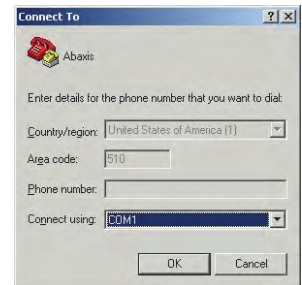 Connect To
Abaxis
Enter details for the phone number that you want to dial:
Country/region: United States of America (1)
Area code: 510
Phone number:
Connect using: COM1
OK Cancel